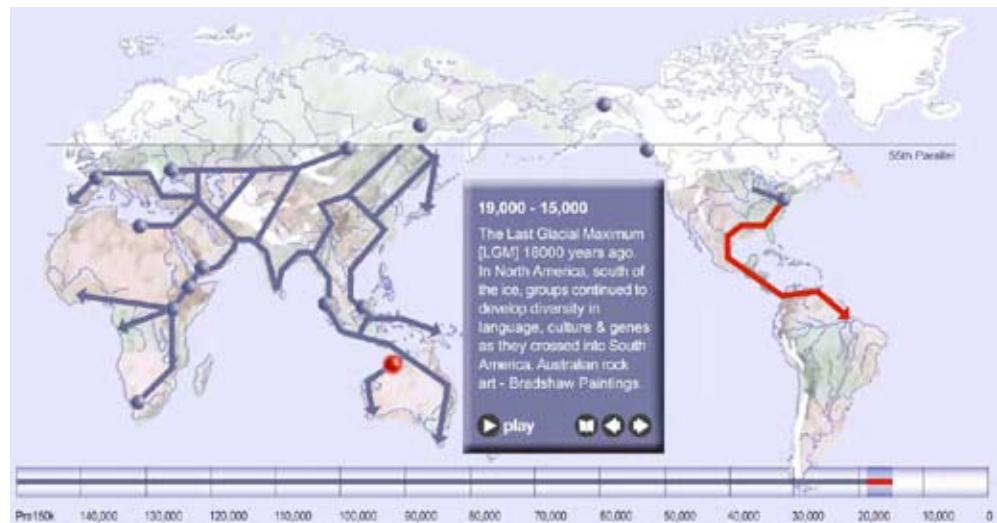 55th Parallel
19,000 - 15,000
The Last Glacial Maximum
[LGM] 18000 years ago.
In North America, south of
the ice, groups continued to
develop diversity in
language, culture & genes
as they crossed into South
America. Australian rock
art - Bradshaw Paintings.
play
Pre150k 140,000 130,000 120,000 110,000 100,000 90,000 80,000 70,000 60,000 50,000 40,000 30,000 20,000 10,000 0